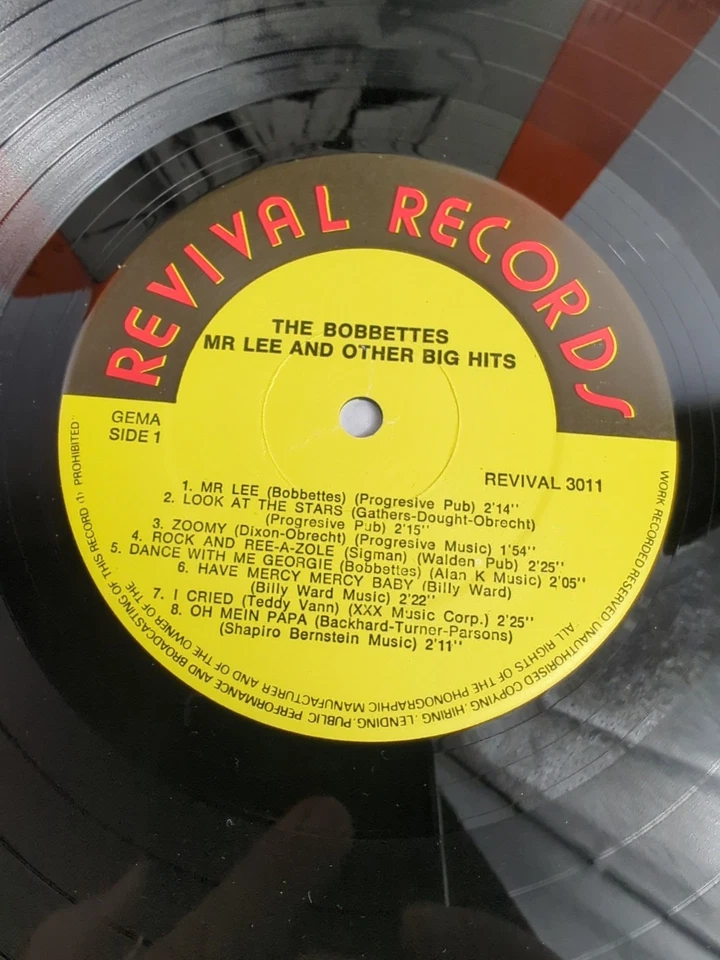 REVIVAL RECORDS
THE BOBBETTES
MR LEE AND OTHER BIG HITS
GEMA
SIDE 1
REVIVAL 3011
1. MR LEE (Bobbettes) (Progresive Pub) 2'14"
2. LOOK AT THE STARS (Gathers-Dought-Obrecht)
(Progresive Pub) 2'15"
3. ZOOMY (Dixon-Obrecht) (Progresive Music) 1'54"
4. ROCK AND REE-A-ZOLE (Sigman) (Walden Pub) 2'25"
5. DANCE WITH ME GEORGIE (Bobbettes) (Alan K Music) 2'05"
6. HAVE MERCY MERCY BABY (Billy Ward)
(Billy Ward Music) 2'22"
7. I CRIED (Teddy Vann) (XXX Music Corp.) 2'25"
8. OH MEIN PAPA (Backhard-Turner-Parsons)
(Shapiro Bernstein Music) 2'11"
ALL RIGHTS OF THE PHONOGRAPHIC MANUFACTURER AND OF THE OWNER OF THE
WORK RECORDED RESERVED UNAUTHORISED COPYING. HIRING. LENDING. PUBLIC PERFORMANCE AND BROADCASTING OF THIS RECORD PROHIBITED